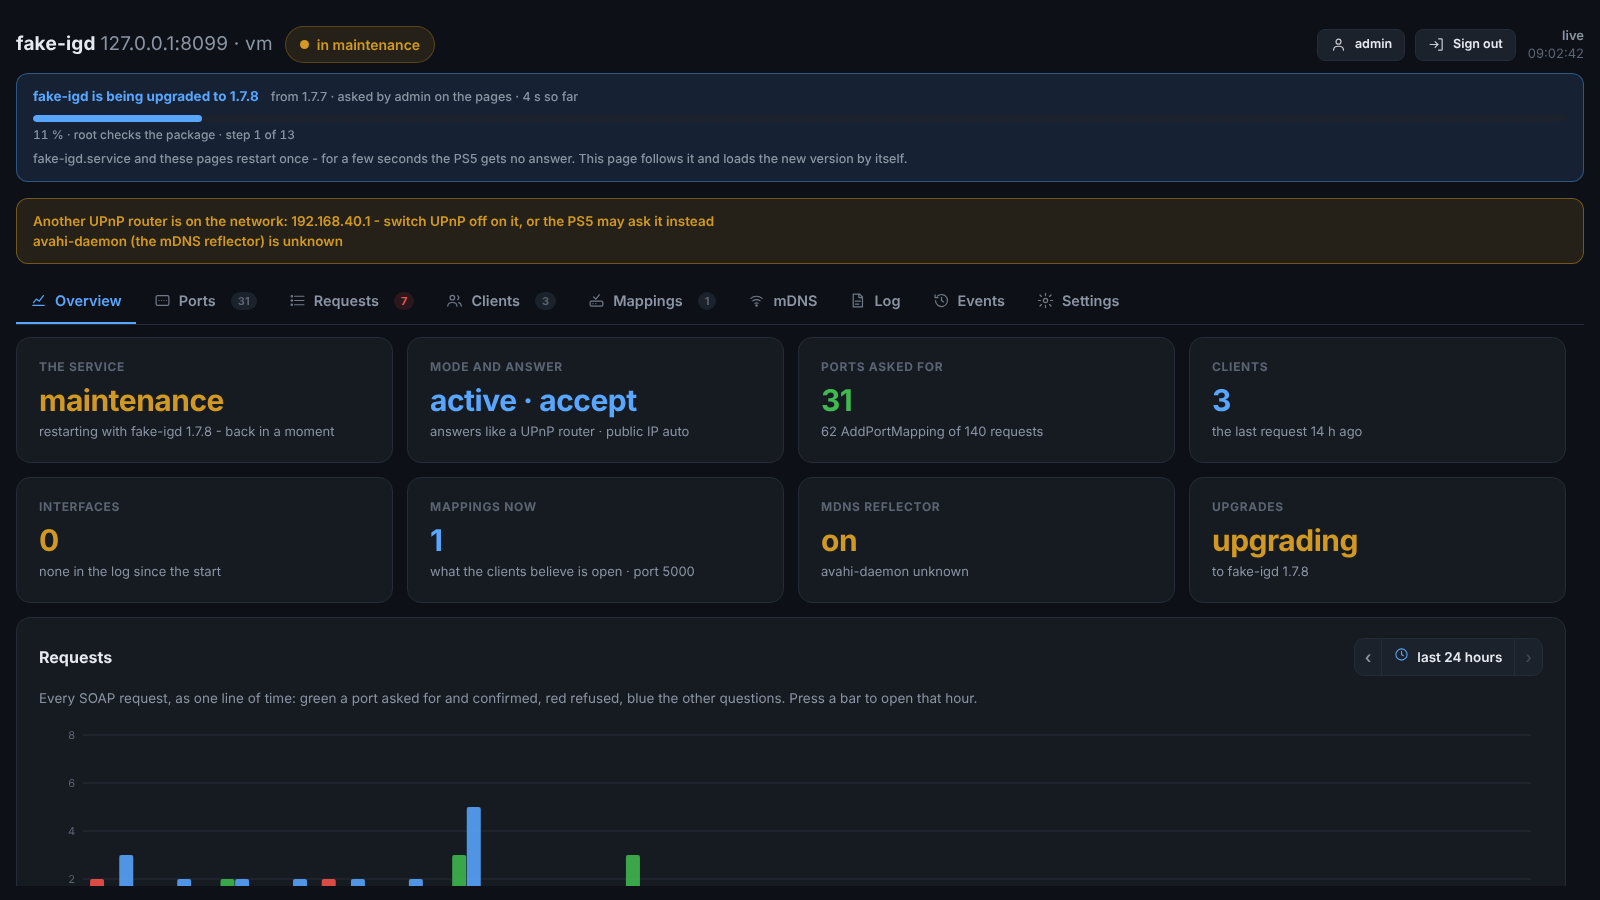 fake-igd 127.0.0.1:8099 · vm
in maintenance
admin
Sign out
live
09:02:42
fake-igd is being upgraded to 1.7.8 from 1.7.7 · asked by admin on the pages · 4 s so far
11 % · root checks the package · step 1 of 13
fake-igd.service and these pages restart once - for a few seconds the PS5 gets no answer. This page follows it and loads the new version by itself.
Another UPnP router is on the network: 192.168.40.1 - switch UPnP off on it, or the PS5 may ask it instead
avahi-daemon (the mDNS reflector) is unknown
Overview
Ports 31
Requests 7
Clients 3
Mappings 1
mDNS
Log
Events
Settings
THE SERVICE
maintenance
restarting with fake-igd 1.7.8 - back in a moment
MODE AND ANSWER
active · accept
answers like a UPnP router · public IP auto
PORTS ASKED FOR
31
62 AddPortMapping of 140 requests
CLIENTS
3
the last request 14 h ago
INTERFACES
0
none in the log since the start
MAPPINGS NOW
1
what the clients believe is open · port 5000
MDNS REFLECTOR
on
avahi-daemon unknown
UPGRADES
upgrading
to fake-igd 1.7.8
Requests
‹ last 24 hours ›
Every SOAP request, as one line of time: green a port asked for and confirmed, red refused, blue the other questions. Press a bar to open that hour.
8
6
4
2